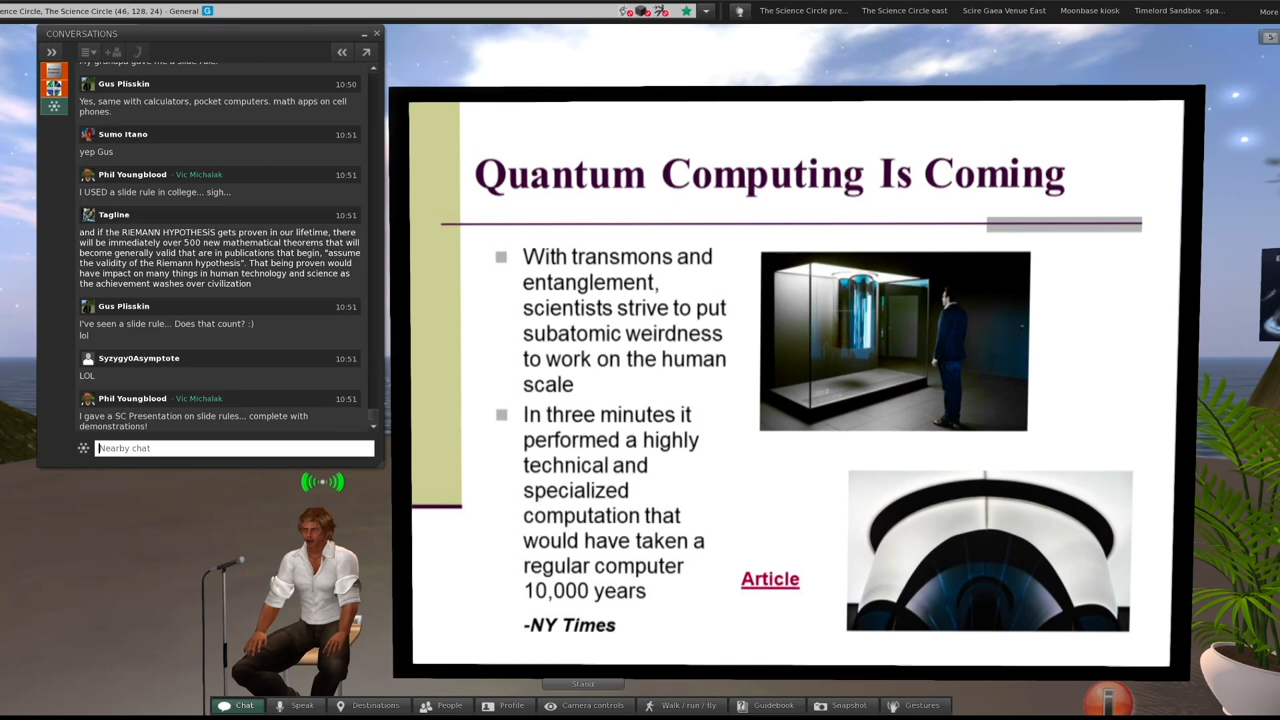 ence Circle, The Science Circle (46, 128, 24) - General G
The Science Circle pre...
The Science Circle east
Scire Gaea Venue East
Moonbase kiosk
Timelord Sandbox -spa...
More
5
CONVERSATIONS
My grandpa gave me a slide rule.
Gus Plisskin 10:50
Yes, same with calculators, pocket computers. math apps on cell
phones.
Sumo Itano 10:51
yep Gus
Phil Youngblood - Vic Michalak 10:51
I USED a slide rule in college... sigh...
Tagline 10:51
and if the RIEMANN HYPOTHESiS gets proven in our lifetime, there
will be immediately over 500 new mathematical theorems that will
become generally valid that are in publications that begin, "assume
the validity of the Riemann hypothesis". That being proven would
have impact on many things in human technology and science as
the achievement washes over civilization
Gus Plisskin 10:51
I've seen a slide rule... Does that count? :)
lol
Syzygy0Asymptote 10:51
LOL
Phil Youngblood - Vic Michalak 10:51
I gave a SC Presentation on slide rules... complete with
demonstrations!
Nearby chat
Quantum Computing Is Coming
With transmons and
entanglement,
scientists strive to put
subatomic weirdness
to work on the human
scale
In three minutes it
performed a highly
technical and
specialized
computation that
would have taken a
regular computer
10,000 years
-NY Times
Article
Stand
Chat
Speak
Destinations
People
Profile
Camera controls
Walk / run / fly
Guidebook
Snapshot
Gestures